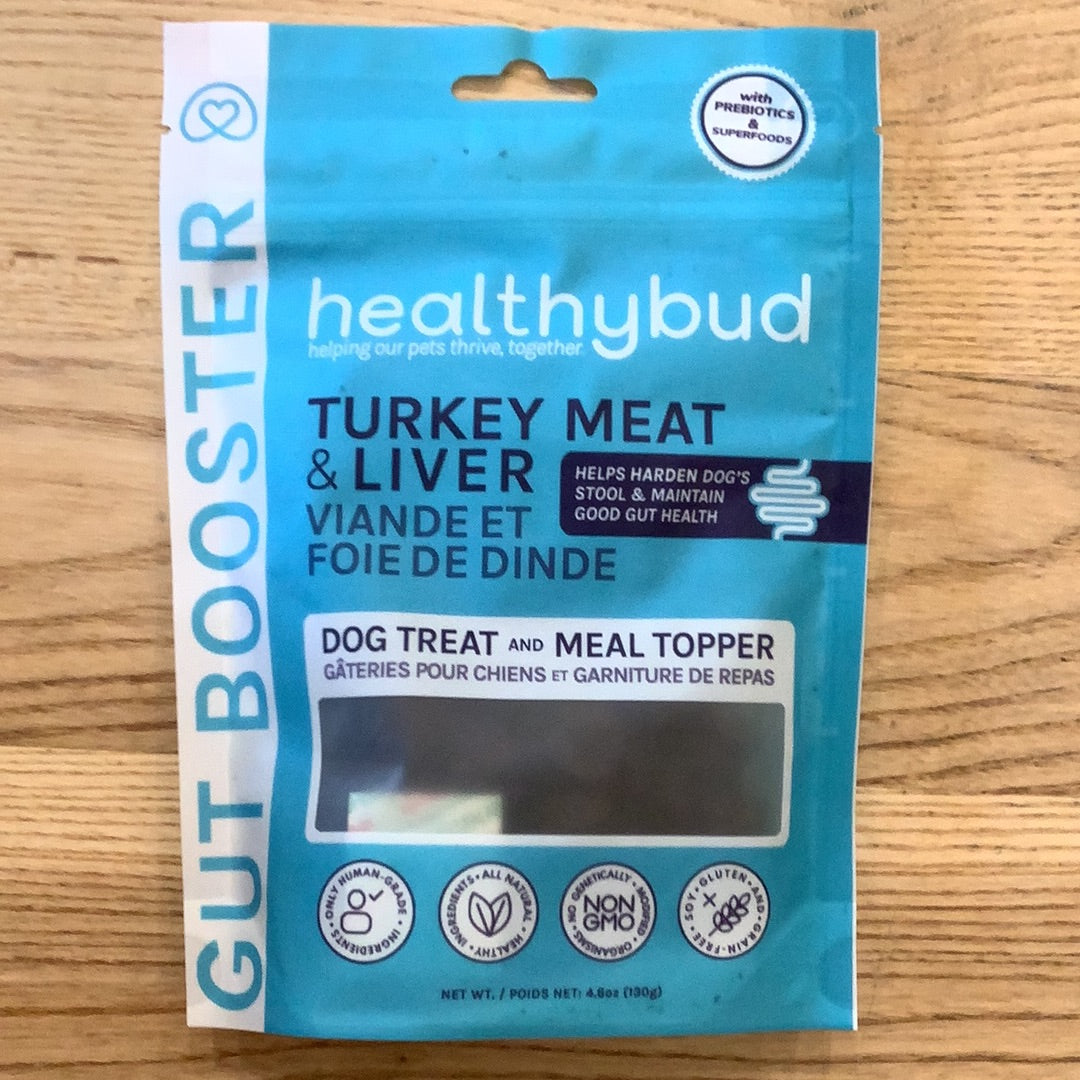 with
PREBIOTICS
&
SUPERFOODS
GUT BOOSTER
healthybud
helping our pets thrive, together
TURKEY MEAT
& LIVER
VIANDE ET
FOIE DE DINDE
HELPS HARDEN DOG'S
STOOL & MAINTAIN
GOOD GUT HEALTH
DOG TREAT AND MEAL TOPPER
GÂTERIES POUR CHIENS ET GARNITURE DE REPAS
ONLY HUMAN-GRADE INGREDIENTS
ALL NATURAL • HEALTHY INGREDIENTS
NO GENETICALLY MODIFIED ORGANISMS
NON
GMO
SOY • GLUTEN • AND • GRAIN-FREE
NET WT. / POIDS NET: 4.6oz (130g)